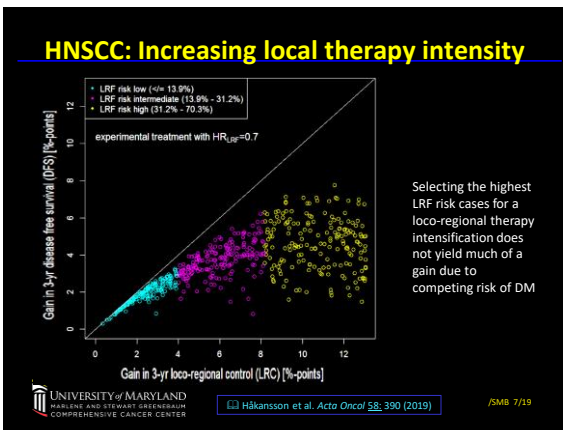 HNSCC: Increasing local therapy intensity
LRF risk low (</= 13.9%)
LRF risk intermediate (13.9% - 31.2%)
LRF risk high (31.2% - 70.3%)
experimental treatment with HR_LRF=0.7
Gain in 3-yr disease free survival (DFS) [%-points]
12
10
8
6
4
2
0
0 2 4 6 8 10 12
Gain in 3-yr loco-regional control (LRC) [%-points]
Selecting the highest
LRF risk cases for a
loco-regional therapy
intensification does
not yield much of a
gain due to
competing risk of DM
UNIVERSITY of MARYLAND
MARLENE AND STEWART GREENEBAUM
COMPREHENSIVE CANCER CENTER
Håkansson et al. Acta Oncol 58: 390 (2019)
/SMB 7/19